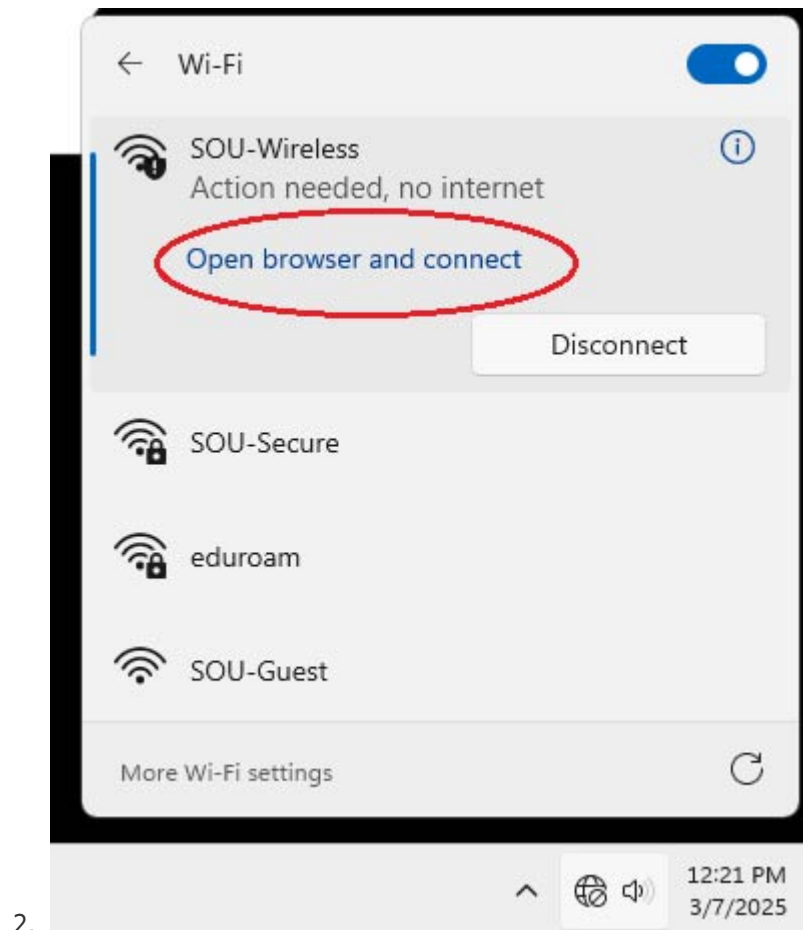 Wi-Fi
SOU-Wireless
Action needed, no internet
Open browser and connect
Disconnect
SOU-Secure
eduroam
SOU-Guest
More Wi-Fi settings
12:21 PM
3/7/2025
2.